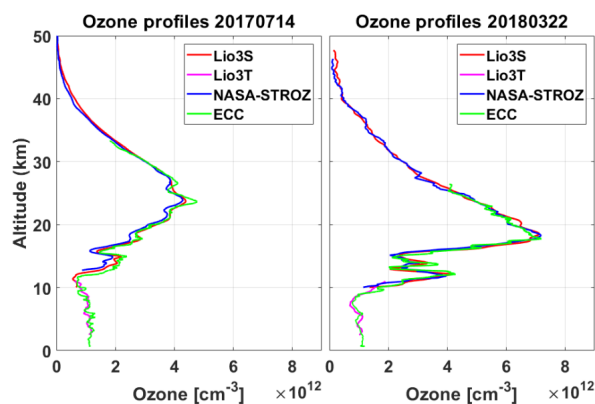 Ozone profiles 20170714
Ozone profiles 20180322
Altitude (km)
50
40
30
20
10
0
Lio3S
Lio3T
NASA-STROZ
ECC
Lio3S
Lio3T
NASA-STROZ
ECC
0 2 4 6 8
0 2 4 6 8
Ozone [cm⁻³] ×10¹²
Ozone [cm⁻³] ×10¹²